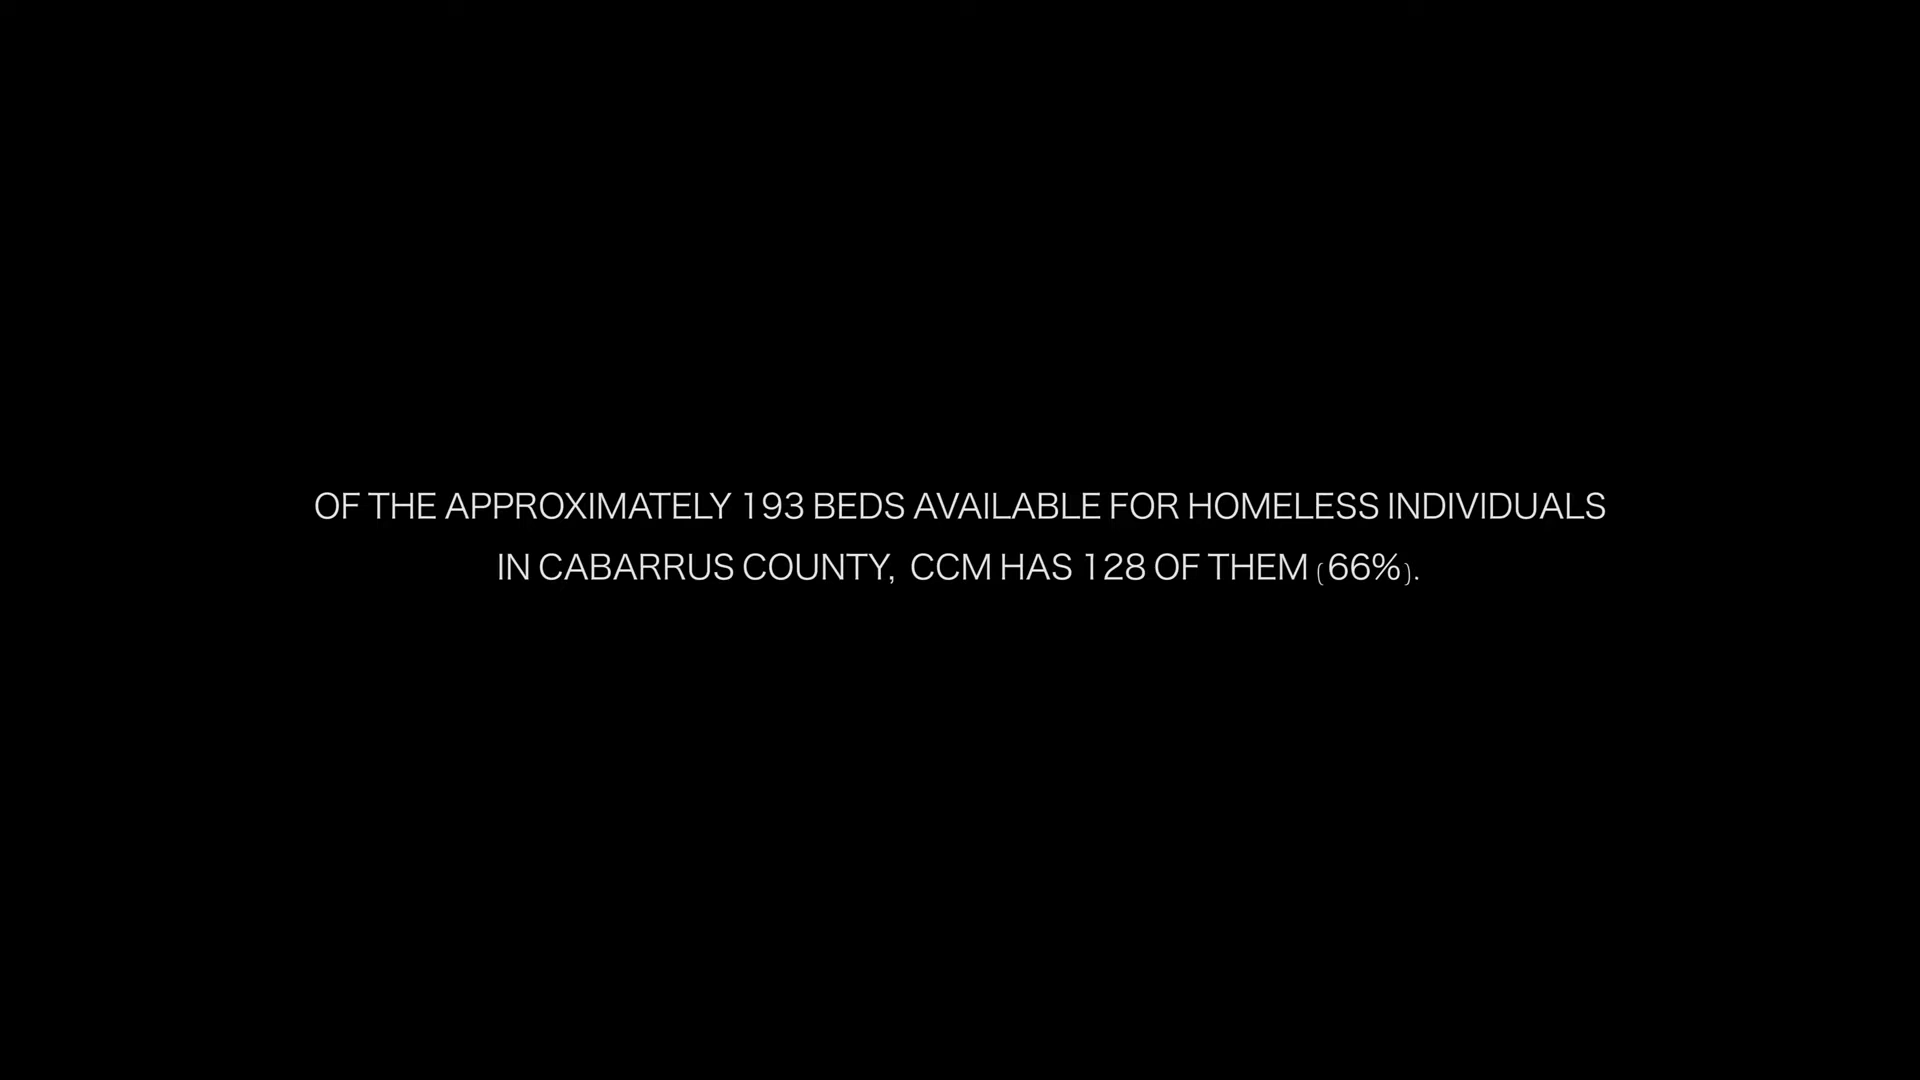 OF THE APPROXIMATELY 193 BEDS AVAILABLE FOR HOMELESS INDIVIDUALS
IN CABARRUS COUNTY,  CCM HAS 128 OF THEM (66%).